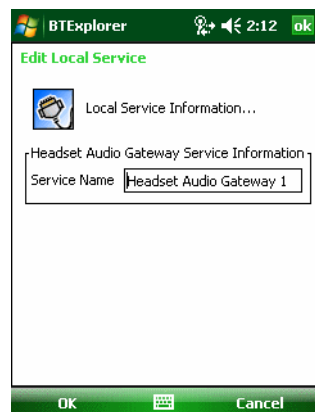 BTExplorer 2:12 ok
Edit Local Service
Local Service Information...
Headset Audio Gateway Service Information
Service Name Headset Audio Gateway 1
OK Cancel